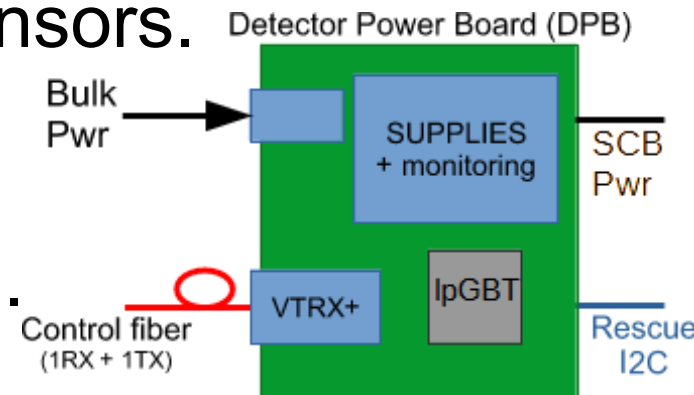 nsors.
Detector Power Board (DPB)
Bulk
Pwr
SUPPLIES
+ monitoring
SCB
Pwr
.
VTRX+
lpGBT
Control fiber
(1RX + 1TX)
Rescue
I2C